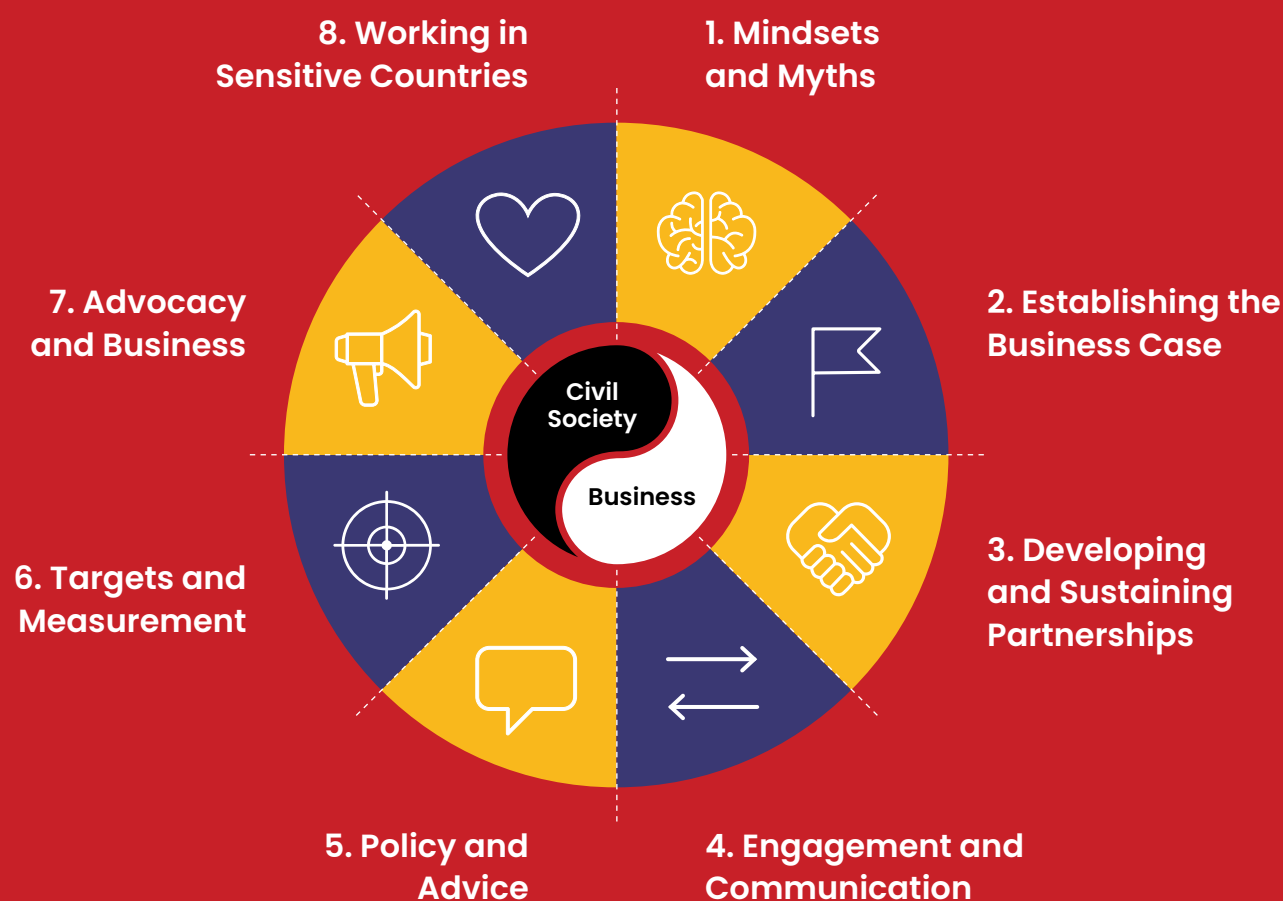 8. Working in
Sensitive Countries
1. Mindsets
and Myths
7. Advocacy
and Business
2. Establishing the
Business Case
Civil
Society
Business
6. Targets and
Measurement
3. Developing
and Sustaining
Partnerships
5. Policy and
Advice
4. Engagement and
Communication